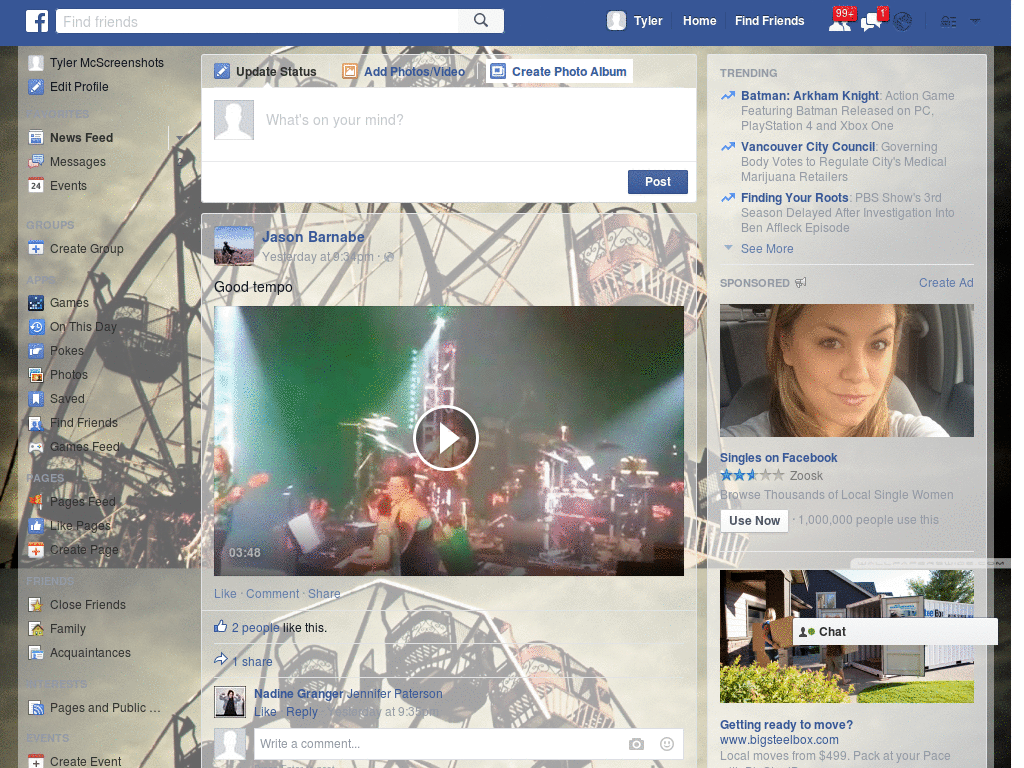 Find friends
Tyler
Home
Find Friends
99+
1
Tyler McScreenshots
Edit Profile
FAVORITES
News Feed
Messages
24
Events
GROUPS
Create Group
APPS
Games
On This Day
Pokes
Photos
Saved
Find Friends
Games Feed
PAGES
Pages Feed
Like Pages
Create Page
FRIENDS
Close Friends
Family
Acquaintances
INTERESTS
Pages and Public ...
EVENTS
Create Event
Update Status
Add Photos/Video
Create Photo Album
What's on your mind?
Post
Jason Barnabe
Yesterday at 9:34pm ·
Good tempo
03:48
Like · Comment · Share
2 people like this.
1 share
Nadine Granger Jennifer Paterson
Like · Reply · Yesterday at 9:35pm
Write a comment...
TRENDING
Batman: Arkham Knight: Action Game
Featuring Batman Released on PC,
PlayStation 4 and Xbox One
Vancouver City Council: Governing
Body Votes to Regulate City's Medical
Marijuana Retailers
Finding Your Roots: PBS Show's 3rd
Season Delayed After Investigation Into
Ben Affleck Episode
See More
SPONSORED
Create Ad
Singles on Facebook
Zoosk
Browse Thousands of Local Single Women
Use Now · 1,000,000 people use this
Chat
Getting ready to move?
www.bigsteelbox.com
Local moves from $499. Pack at your Pace